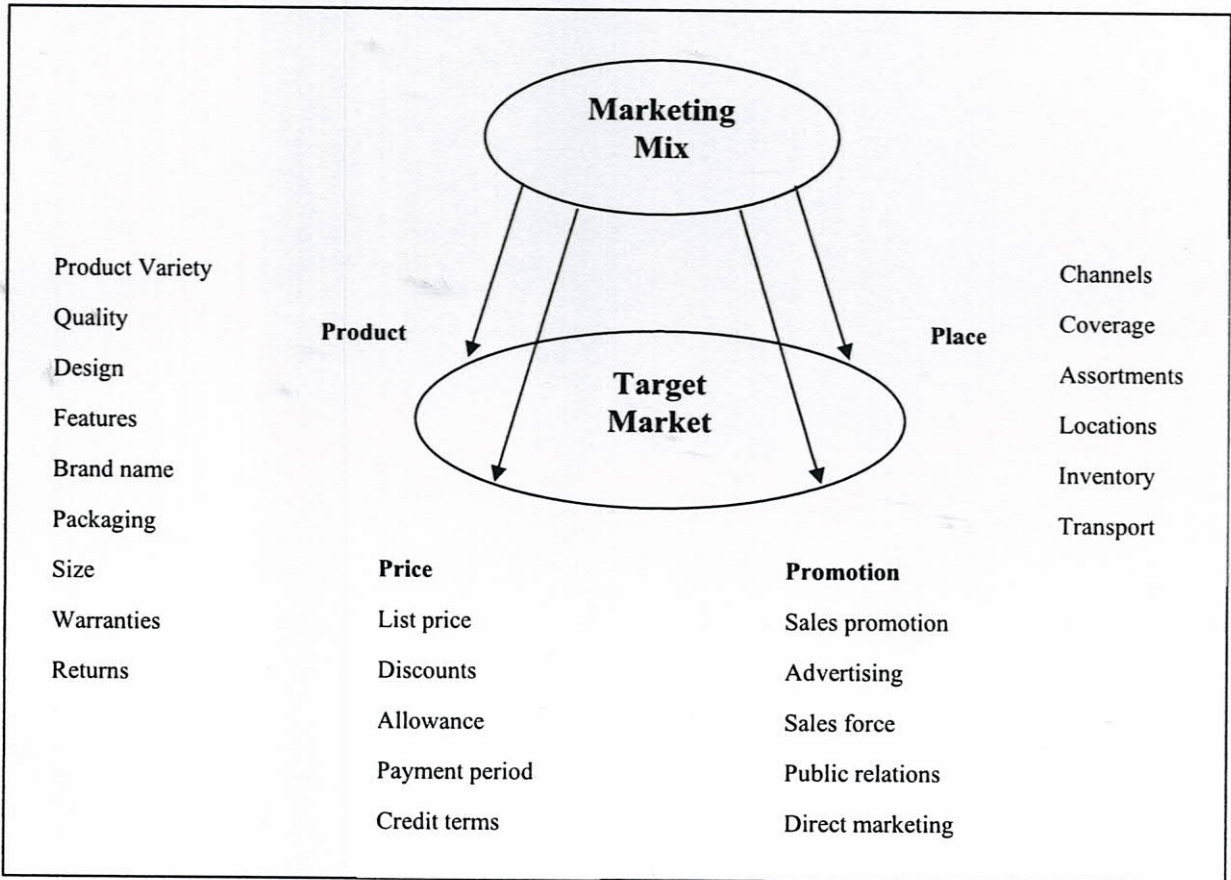 Marketing
Mix
Product Variety
Quality
Design
Features
Brand name
Packaging
Size
Warranties
Returns
Product
Target
Market
Place
Channels
Coverage
Assortments
Locations
Inventory
Transport
Price
List price
Discounts
Allowance
Payment period
Credit terms
Promotion
Sales promotion
Advertising
Sales force
Public relations
Direct marketing